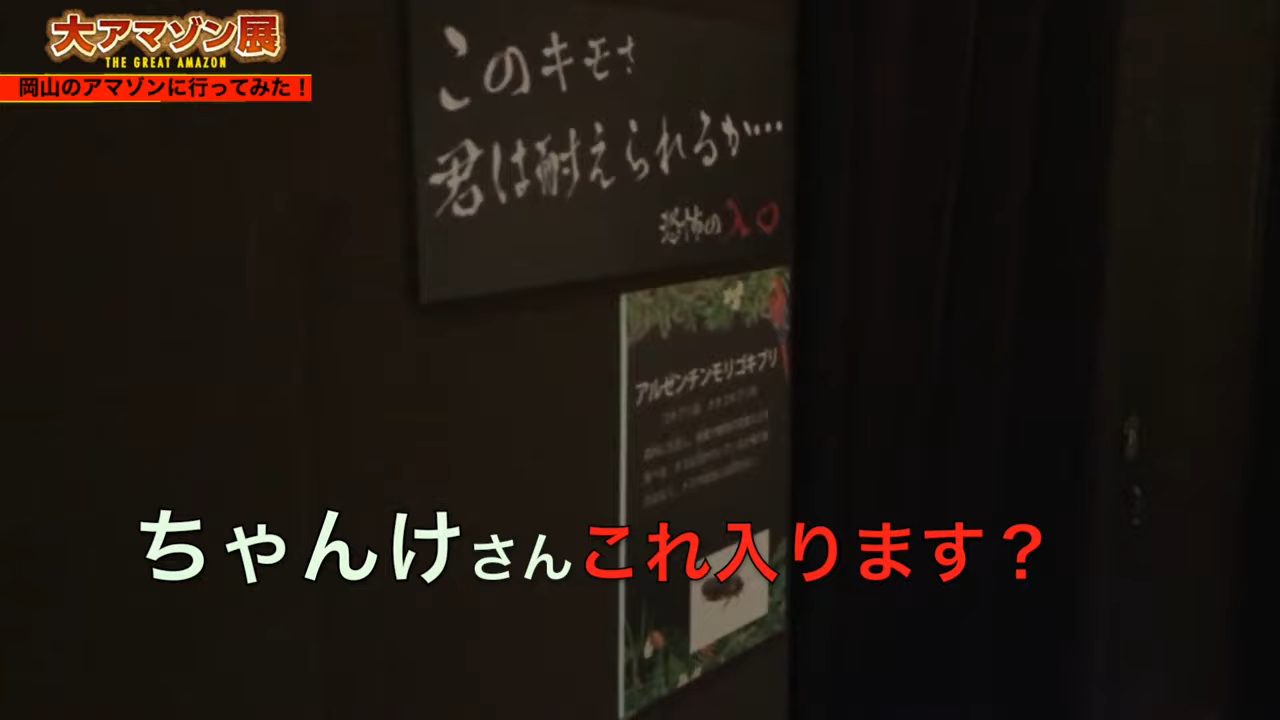 大アマゾン展
THE GREAT AMAZON
岡山のアマゾンに行ってみた！
このキモさ
君は耐えられるか…
恐怖の入口
アルゼンチンモリゴキブリ
ちゃんけさんこれ入ります？